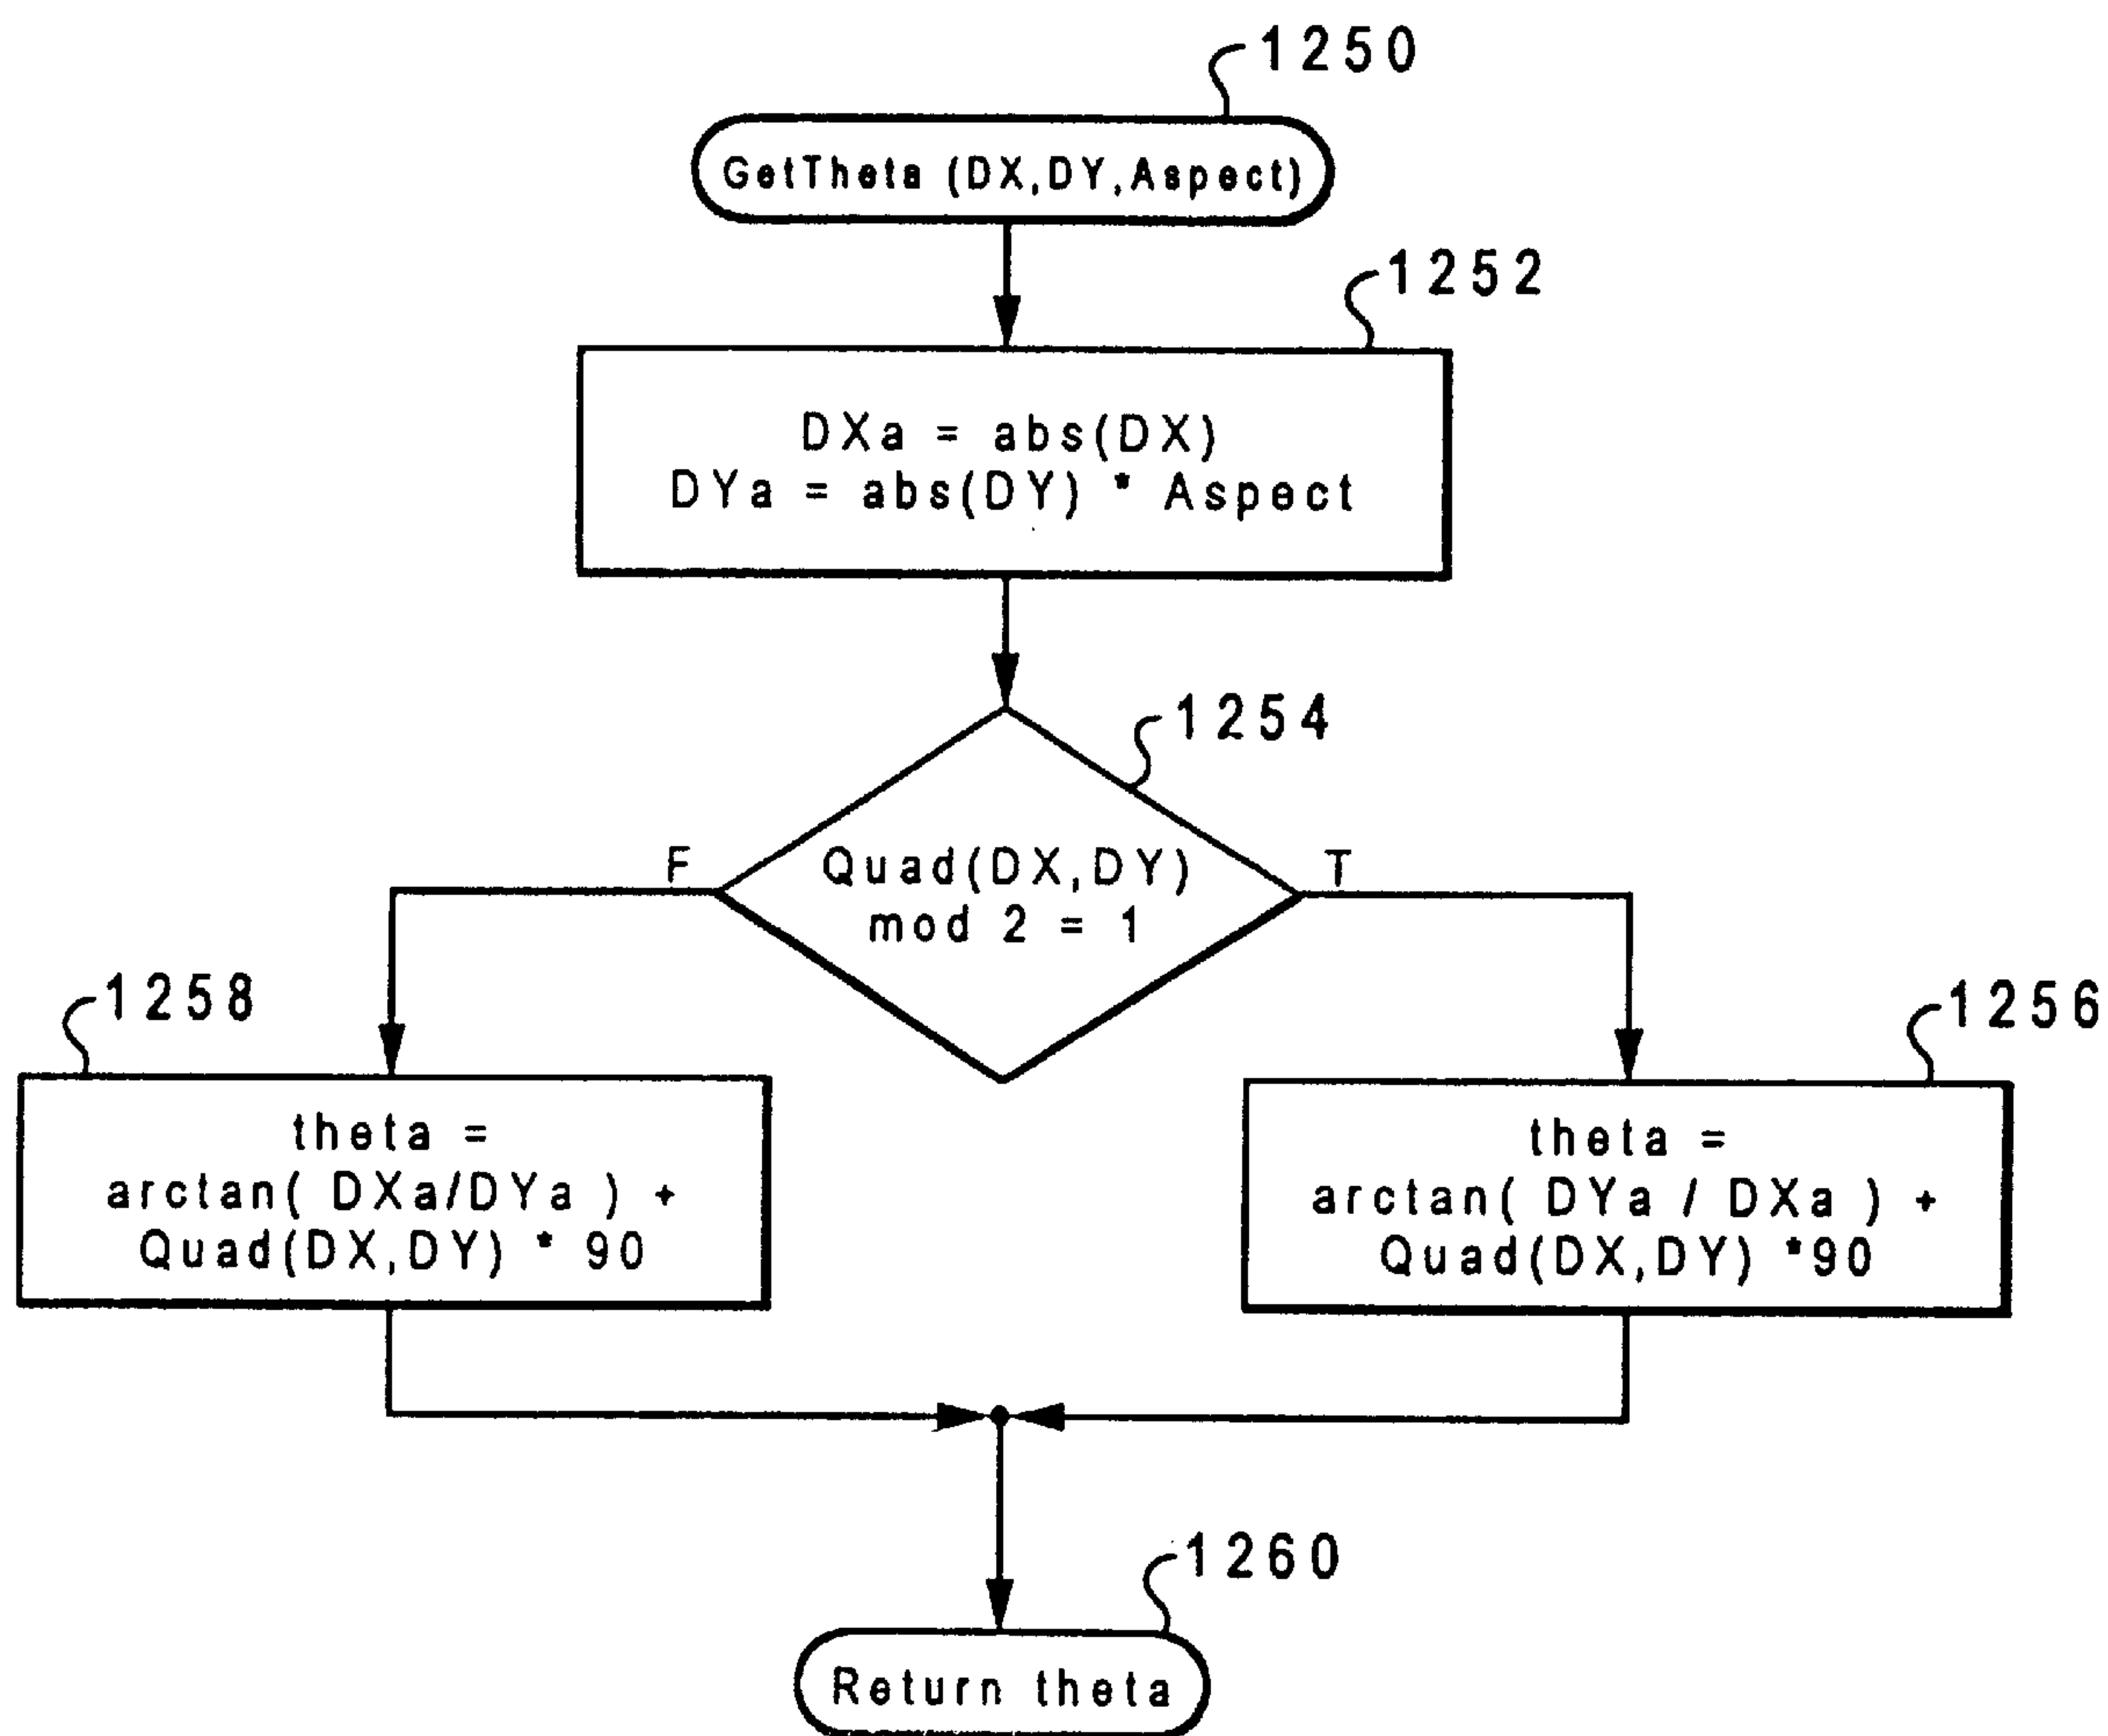 1250
GetTheta (DX,DY,Aspect)
1252
DXa = abs(DX)
DYa = abs(DY) * Aspect
1254
F
Quad(DX,DY)
mod 2 = 1
T
1258
theta =
arctan( DXa/DYa ) +
Quad(DX,DY) * 90
1256
theta =
arctan( DYa / DXa ) +
Quad(DX,DY) *90
1260
Return theta